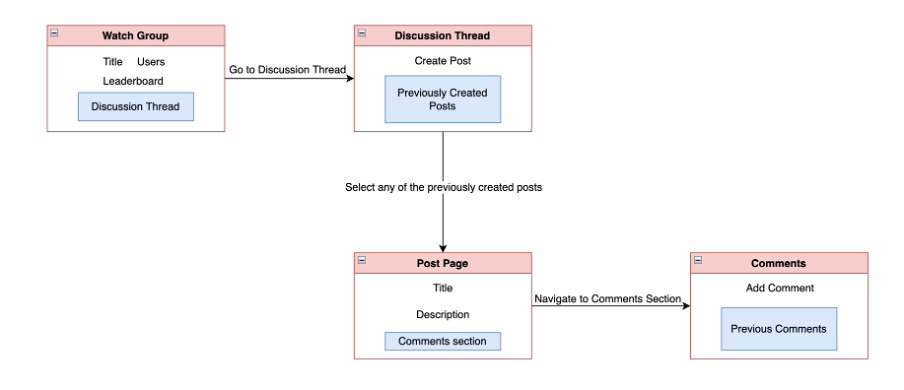 Watch Group
Title Users
Leaderboard
Discussion Thread
Go to Discussion Thread
Discussion Thread
Create Post
Previously Created
Posts
Select any of the previously created posts
Post Page
Title
Description
Comments section
Navigate to Comments Section
Comments
Add Comment
Previous Comments